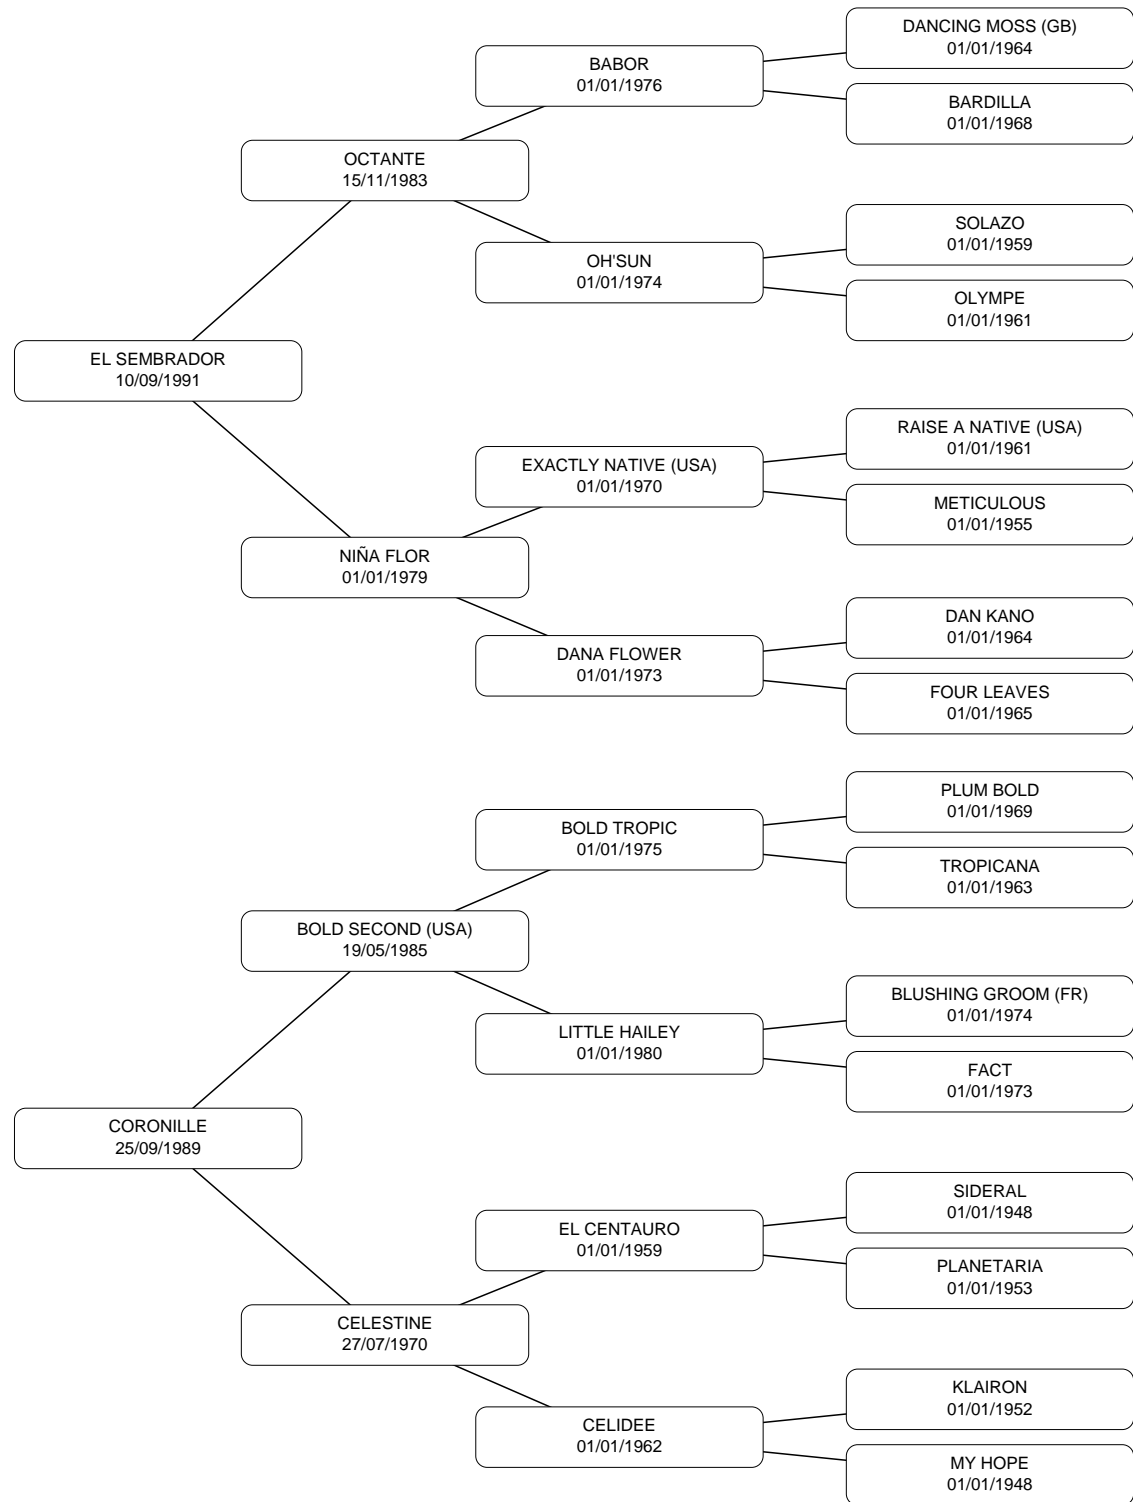 DANCING MOSS (GB)
01/01/1964
BABOR
01/01/1976
BARDILLA
01/01/1968
OCTANTE
15/11/1983
SOLAZO
01/01/1959
OH'SUN
01/01/1974
OLYMPE
01/01/1961
EL SEMBRADOR
10/09/1991
RAISE A NATIVE (USA)
01/01/1961
EXACTLY NATIVE (USA)
01/01/1970
METICULOUS
01/01/1955
NIÑA FLOR
01/01/1979
DAN KANO
01/01/1964
DANA FLOWER
01/01/1973
FOUR LEAVES
01/01/1965
PLUM BOLD
01/01/1969
BOLD TROPIC
01/01/1975
TROPICANA
01/01/1963
BOLD SECOND (USA)
19/05/1985
BLUSHING GROOM (FR)
01/01/1974
LITTLE HAILEY
01/01/1980
FACT
01/01/1973
CORONILLE
25/09/1989
SIDERAL
01/01/1948
EL CENTAURO
01/01/1959
PLANETARIA
01/01/1953
CELESTINE
27/07/1970
KLAIRON
01/01/1952
CELIDEE
01/01/1962
MY HOPE
01/01/1948